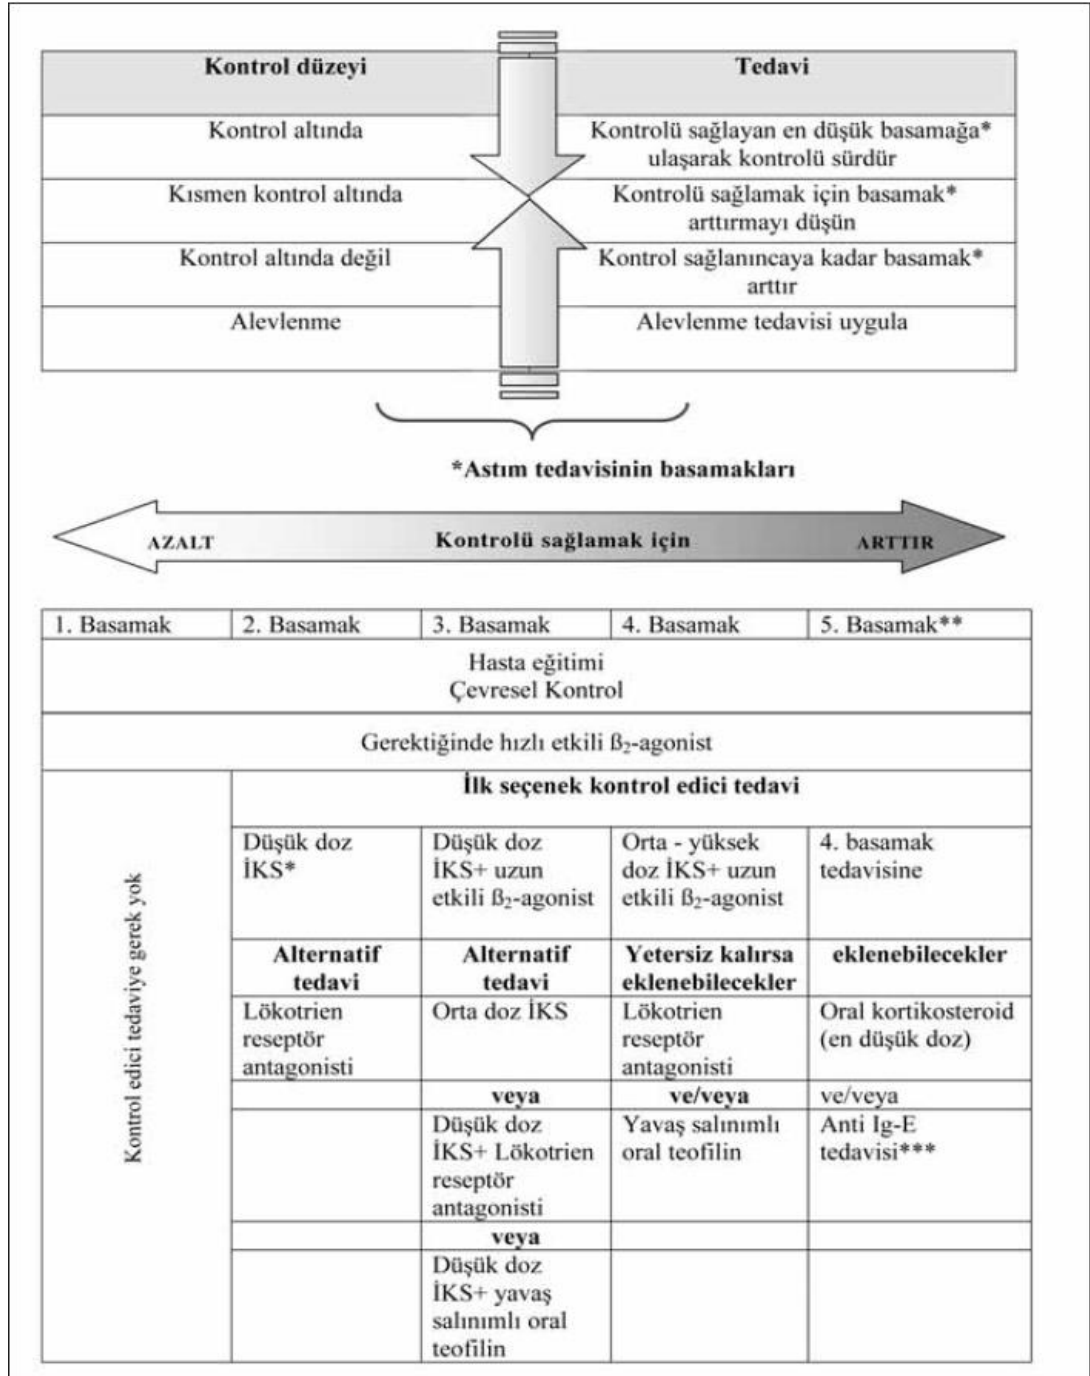 Kontrol düzeyi Tedavi
Kontrol altında Kontrolü sağlayan en düşük basamağa*
ulaşarak kontrolü sürdür
Kısmen kontrol altında Kontrolü sağlamak için basamak*
arttırmayı düşün
Kontrol altında değil Kontrol sağlanıncaya kadar basamak*
arttır
Alevlenme Alevlenme tedavisi uygula
*Astım tedavisinin basamakları
AZALT Kontrolü sağlamak için ARTTIR
1. Basamak 2. Basamak 3. Basamak 4. Basamak 5. Basamak**
Hasta eğitimi
Çevresel Kontrol
Gerektiğinde hızlı etkili ß₂-agonist
Kontrol edici tedaviye gerek yok
İlk seçenek kontrol edici tedavi
Düşük doz
İKS*
Düşük doz
İKS+ uzun
etkili ß₂-agonist
Orta - yüksek
doz İKS+ uzun
etkili ß₂-agonist
4. basamak
tedavisine
Alternatif
tedavi
Alternatif
tedavi
Yetersiz kalırsa
eklenebilecekler
eklenebilecekler
Lökotrien
reseptör
antagonisti
Orta doz İKS
Lökotrien
reseptör
antagonisti
Oral kortikosteroid
(en düşük doz)
veya ve/veya ve/veya
Düşük doz
İKS+ Lökotrien
reseptör
antagonisti
Yavaş salınımlı
oral teofilin
Anti Ig-E
tedavisi***
veya
Düşük doz
İKS+ yavaş
salınımlı oral
teofilin